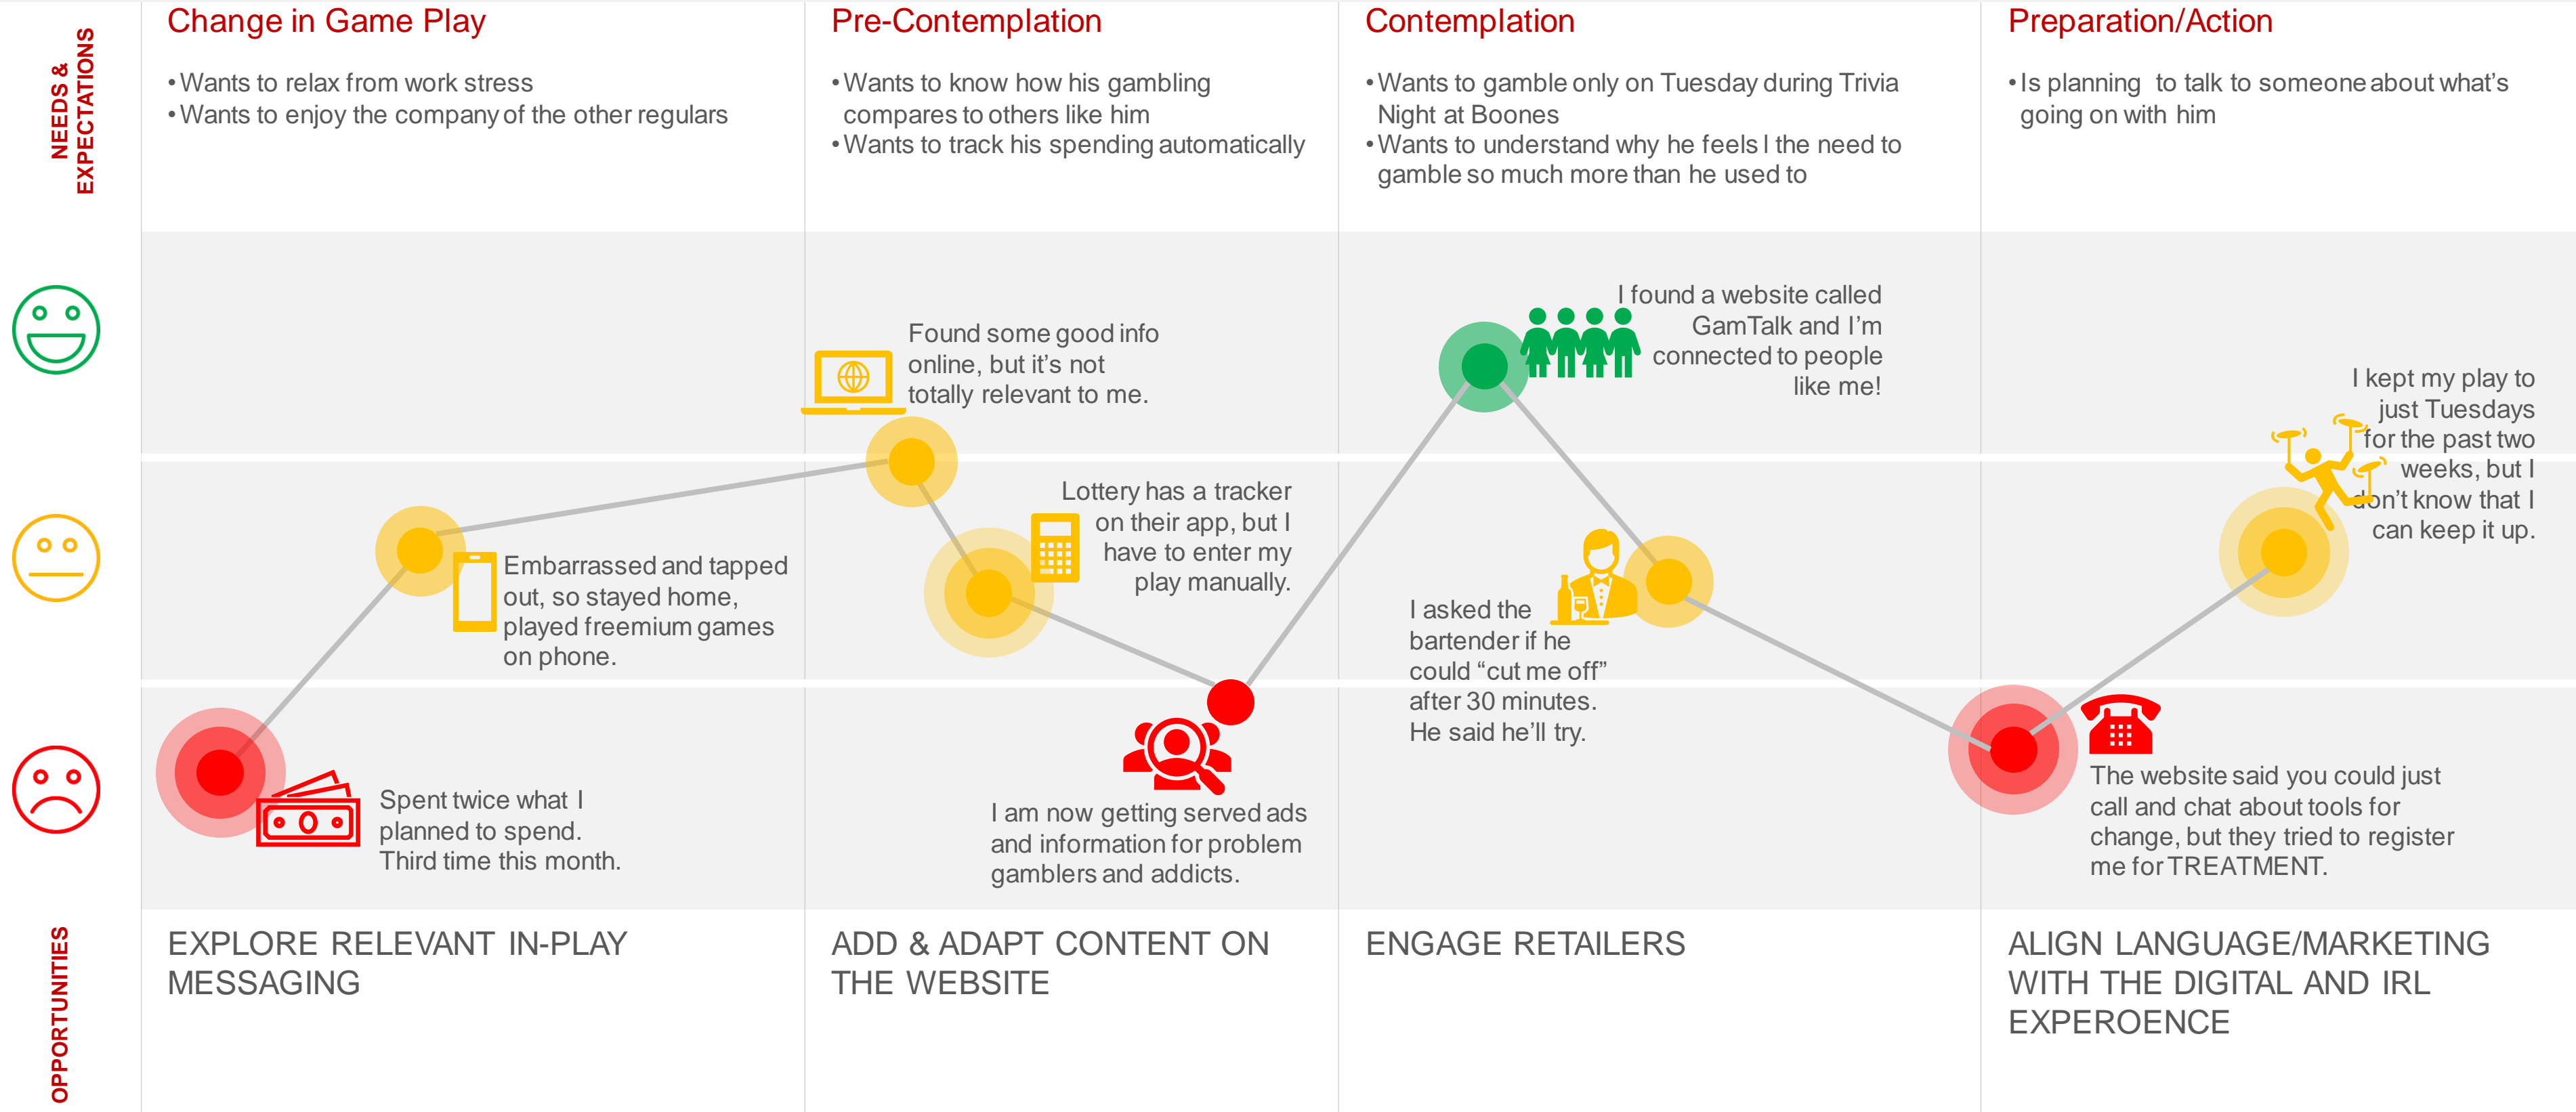 NEEDS &
EXPECTATIONS
Change in Game Play
•Wants to relax from work stress
•Wants to enjoy the company of the other regulars
Pre-Contemplation
•Wants to know how his gambling
compares to others like him
•Wants to track his spending automatically
Contemplation
•Wants to gamble only on Tuesday during Trivia
Night at Boones
•Wants to understand why he feels I the need to
gamble so much more than he used to
Preparation/Action
•Is planning to talk to someone about what's
going on with him
Spent twice what I
planned to spend.
Third time this month.
Embarrassed and tapped
out, so stayed home,
played freemium games
on phone.
Found some good info
online, but it's not
totally relevant to me.
Lottery has a tracker
on their app, but I
have to enter my
play manually.
I am now getting served ads
and information for problem
gamblers and addicts.
I found a website called
GamTalk and I'm
connected to people
like me!
I asked the
bartender if he
could “cut me off”
after 30 minutes.
He said he'll try.
The website said you could just
call and chat about tools for
change, but they tried to register
me for TREATMENT.
I kept my play to
just Tuesdays
for the past two
weeks, but I
don't know that I
can keep it up.
OPPORTUNITIES
EXPLORE RELEVANT IN-PLAY
MESSAGING
ADD & ADAPT CONTENT ON
THE WEBSITE
ENGAGE RETAILERS
ALIGN LANGUAGE/MARKETING
WITH THE DIGITAL AND IRL
EXPEROENCE